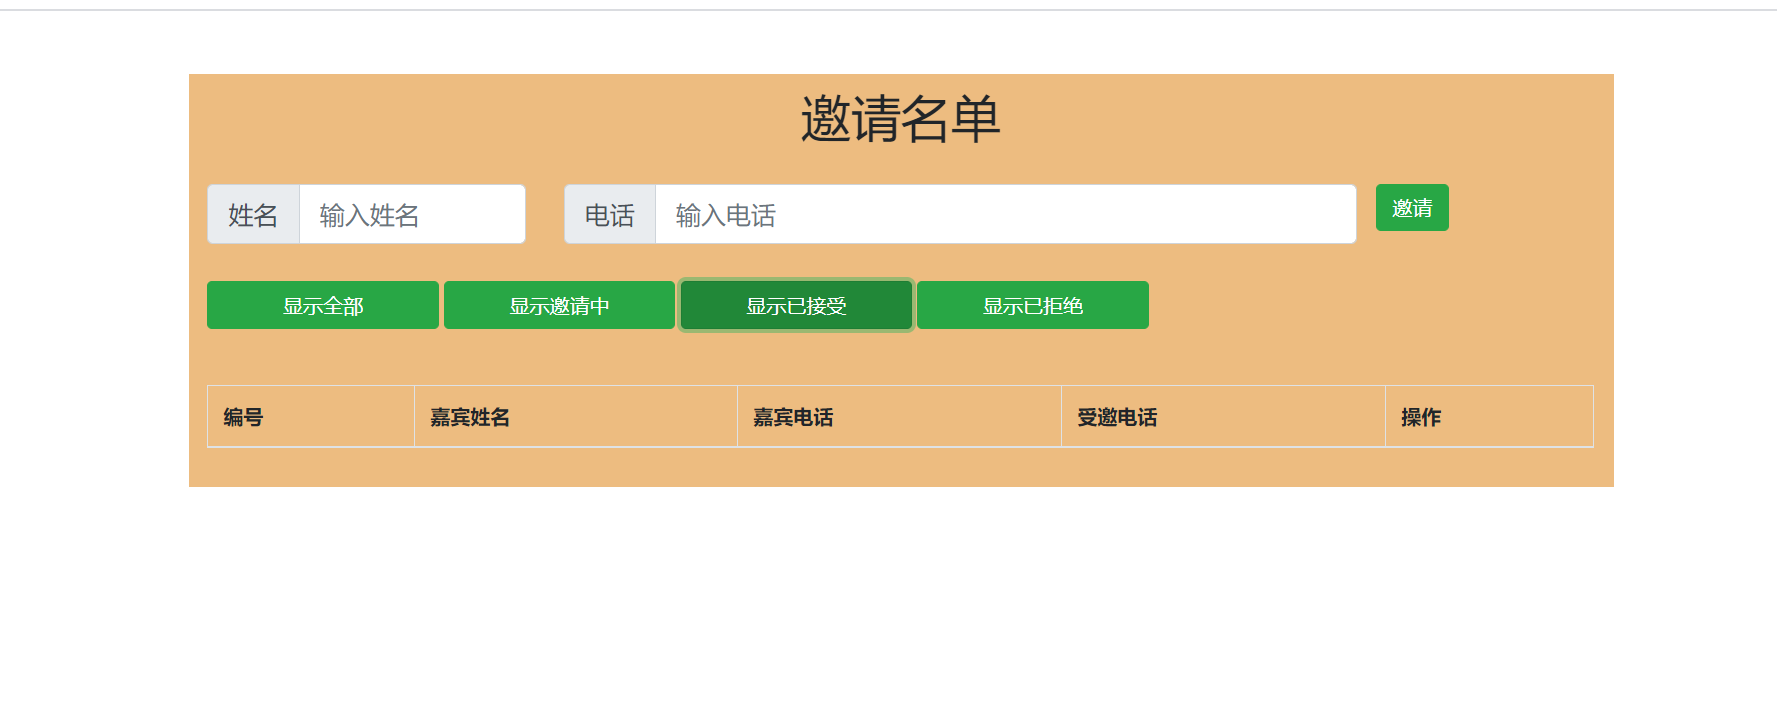 邀请名单
姓名 输入姓名 电话 输入电话 邀请
显示全部 显示邀请中 显示已接受 显示已拒绝
编号 嘉宾姓名 嘉宾电话 受邀电话 操作